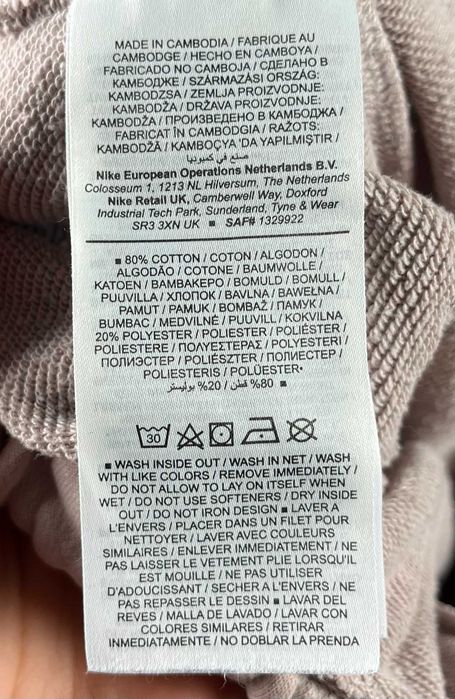 MADE IN CAMBODIA / FABRIQUE AU
CAMBODGE / HECHO EN CAMBOYA /
FABRICADO NO CAMBOJA / СДЕЛАНО В
КАМБОДЖЕ / SZÁRMAZÁSI ORSZÁG:
KAMBODZSA / ZEMLJA PROIZVODNJE:
KAMBODŽA / DRŽAVA PROIZVODNJE:
KAMBODŽA / ПРОИЗВЕДЕНО В КАМБОДЖА /
FABRICAT ÎN CAMBODGIA / RAŽOTS:
KAMBODŽĀ / KAMBOÇYA 'DA YAPILMIŞTIR /
صنع في كمبوديا
Nike European Operations Netherlands B.V.
Colosseum 1, 1213 NL Hilversum, The Netherlands
Nike Retail UK, Camberwell Way, Doxford
Industrial Tech Park, Sunderland, Tyne & Wear
SR3 3XN UK ■ SAF# 1329922
■ 80% COTTON / COTON / ALGODON /
ALGODÃO / COTONE / BAUMWOLLE /
KATOEN / ΒΑΜΒΑΚΕΡΟ / BOMULD / BOMULL /
PUUVILLA / ХЛОПОК / BAVLNA / BAWEŁNA /
PAMUT / PAMUK / BOMBAŽ / ПАМУК /
BUMBAC / MEDVILNĖ / PUUVILL / KOKVILNA
20% POLYESTER / POLIESTER / POLIÉSTER /
POLIESTERE / ΠΟΛΥΕΣΤΕΡΑΣ / POLYESTERI /
ПОЛИЭСТЕР / POLIÉSZTER / ПОЛИЕСТЕР /
POLIESTERIS / POLÜESTER•
80% قطن / 20% بوليستر ■
30
■ WASH INSIDE OUT / WASH IN NET / WASH
WITH LIKE COLORS / REMOVE IMMEDIATELY /
DO NOT ALLOW TO LAY ON ITSELF WHEN
WET / DO NOT USE SOFTENERS / DRY INSIDE
OUT / DO NOT IRON DESIGN ■ LAVER A
L'ENVERS / PLACER DANS UN FILET POUR
NETTOYER / LAVER AVEC COULEURS
SIMILAIRES / ENLEVER IMMEDIATEMENT / NE
PAS LAISSER LE VETEMENT PLIE LORSQU'IL
EST MOUILLE / NE PAS UTILISER
D'ADOUCISSANT / SECHER A L'ENVERS / NE
PAS REPASSER LE DESSIN ■ LAVAR DEL
REVES / MALLA DE LAVADO / LAVAR CON
COLORES SIMILARES / RETIRAR
INMEDIATAMENTE / NO DOBLAR LA PRENDA